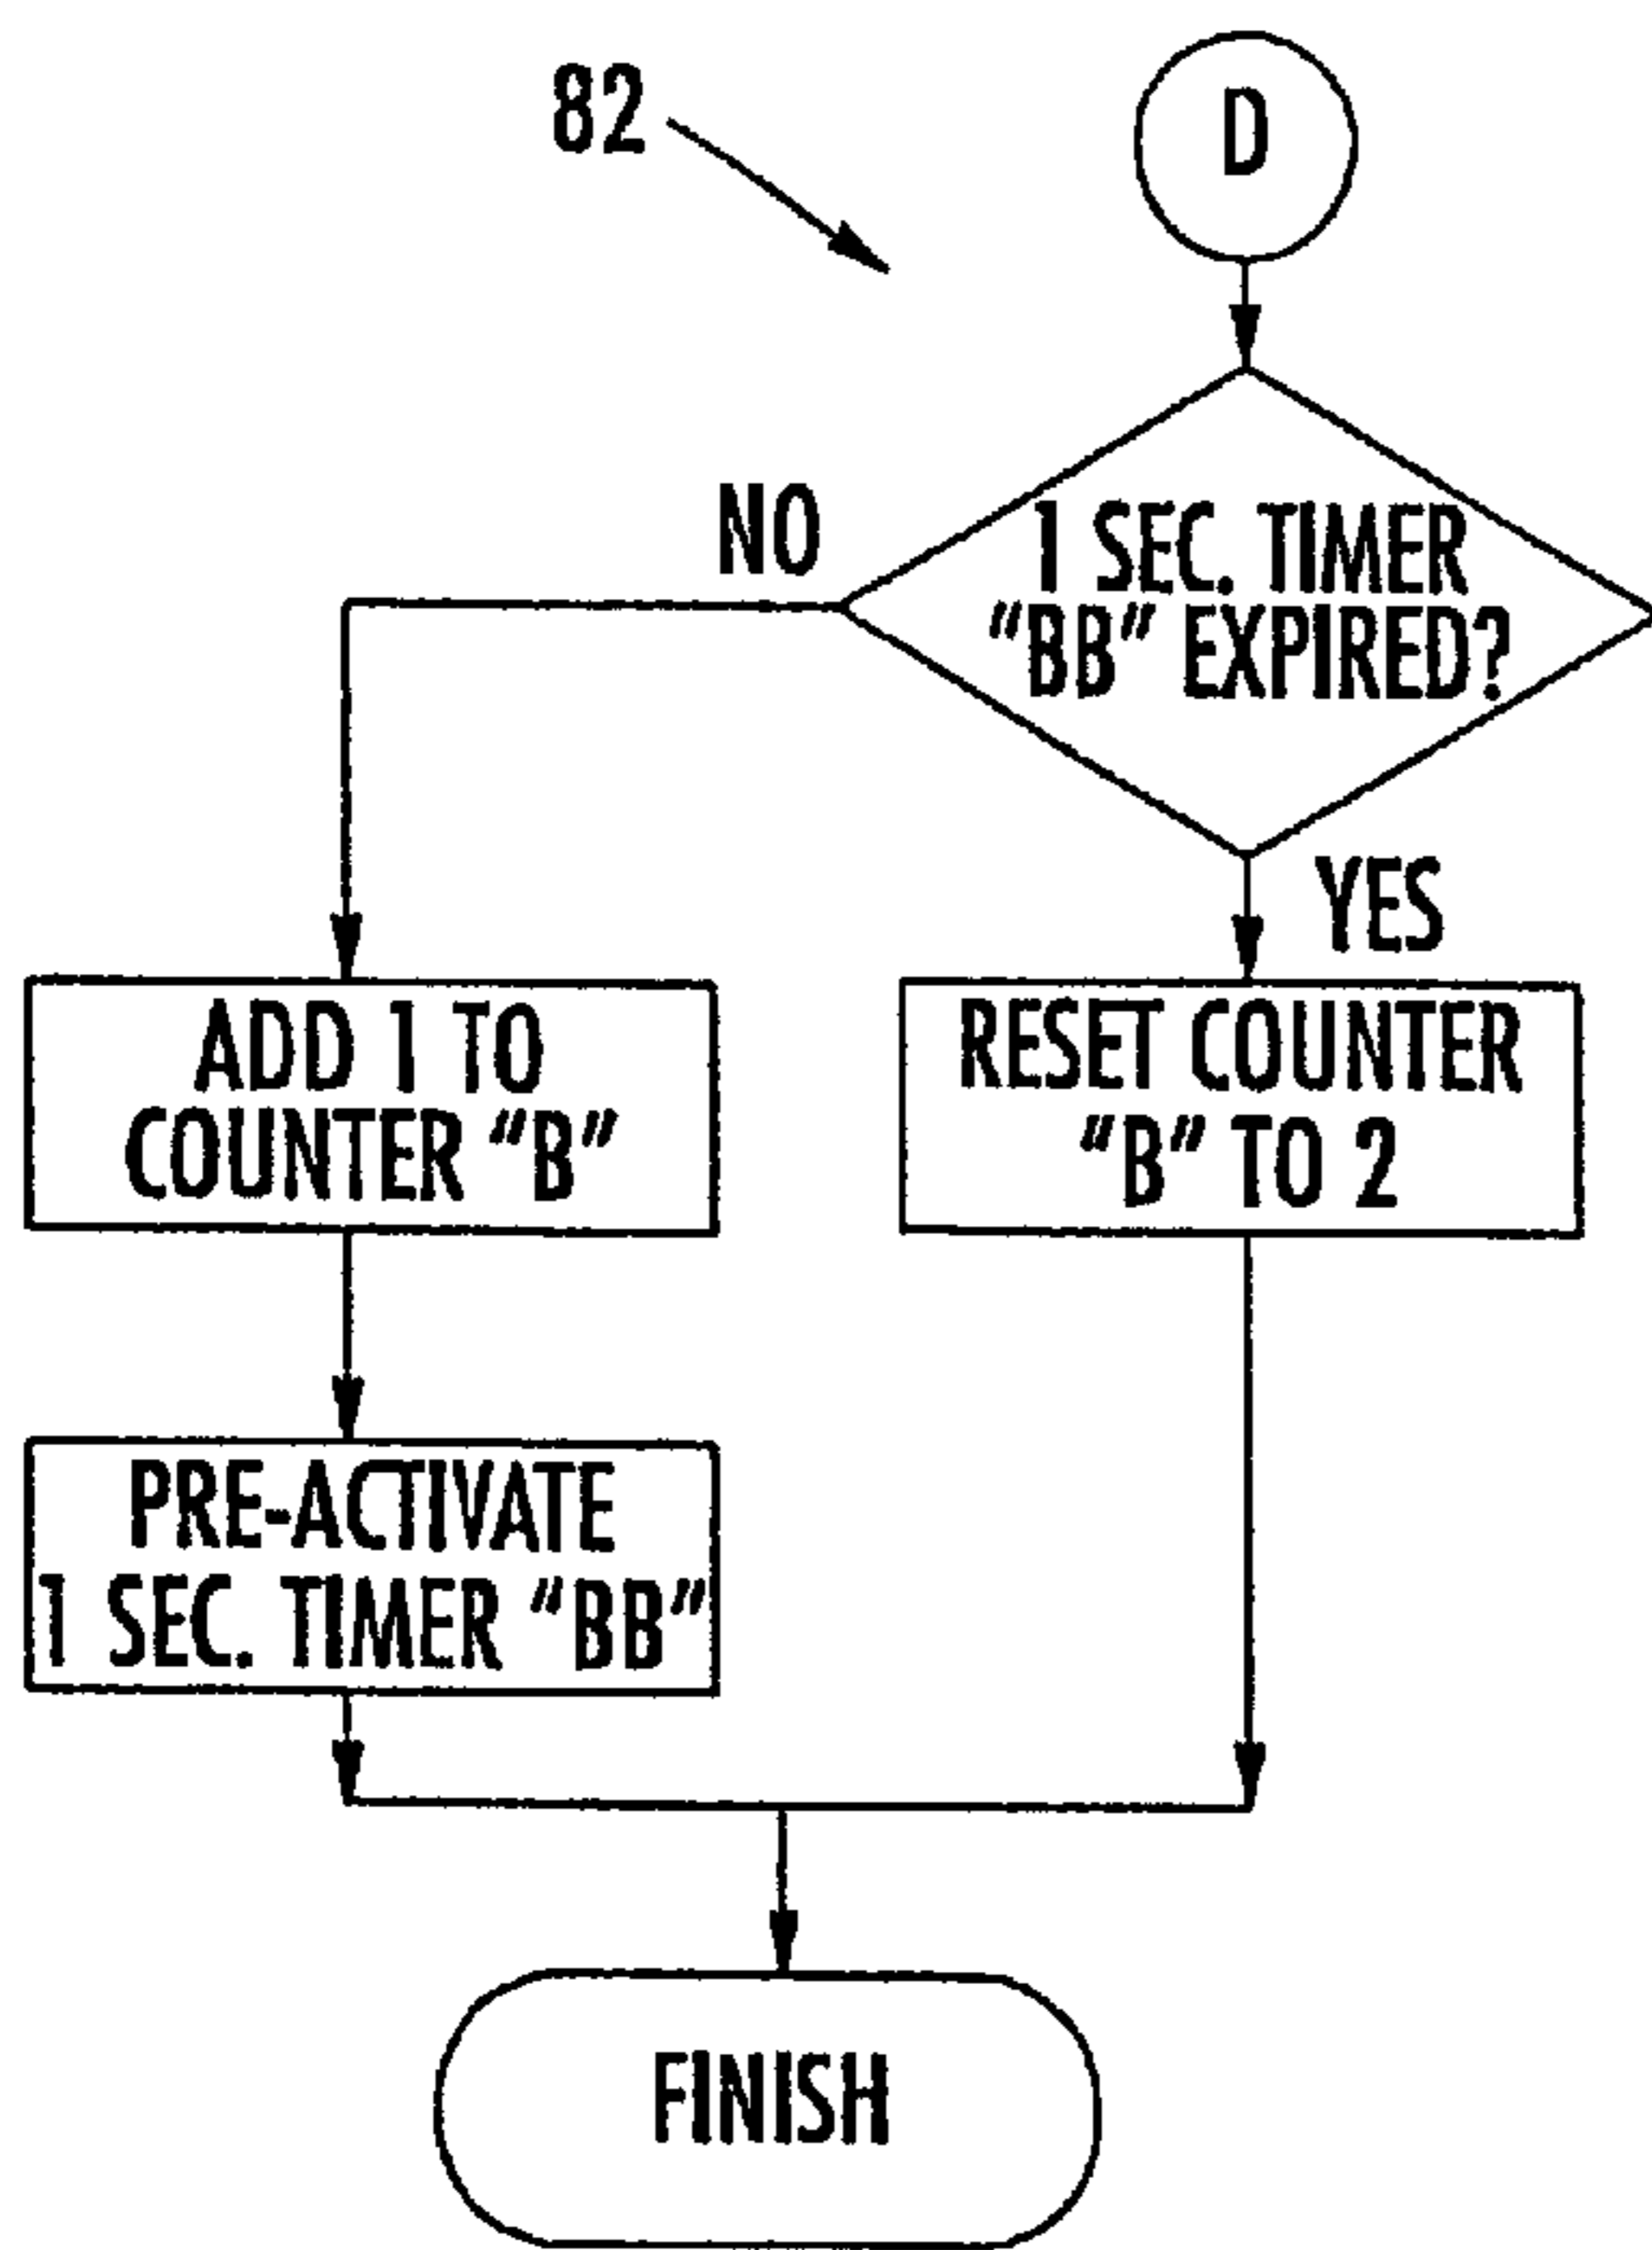 82
D
NO
1 SEC. TIMER
"BB" EXPIRED?
YES
ADD 1 TO
COUNTER "B"
RESET COUNTER
"B" TO 2
PRE-ACTIVATE
1 SEC. TIMER "BB"
FINISH